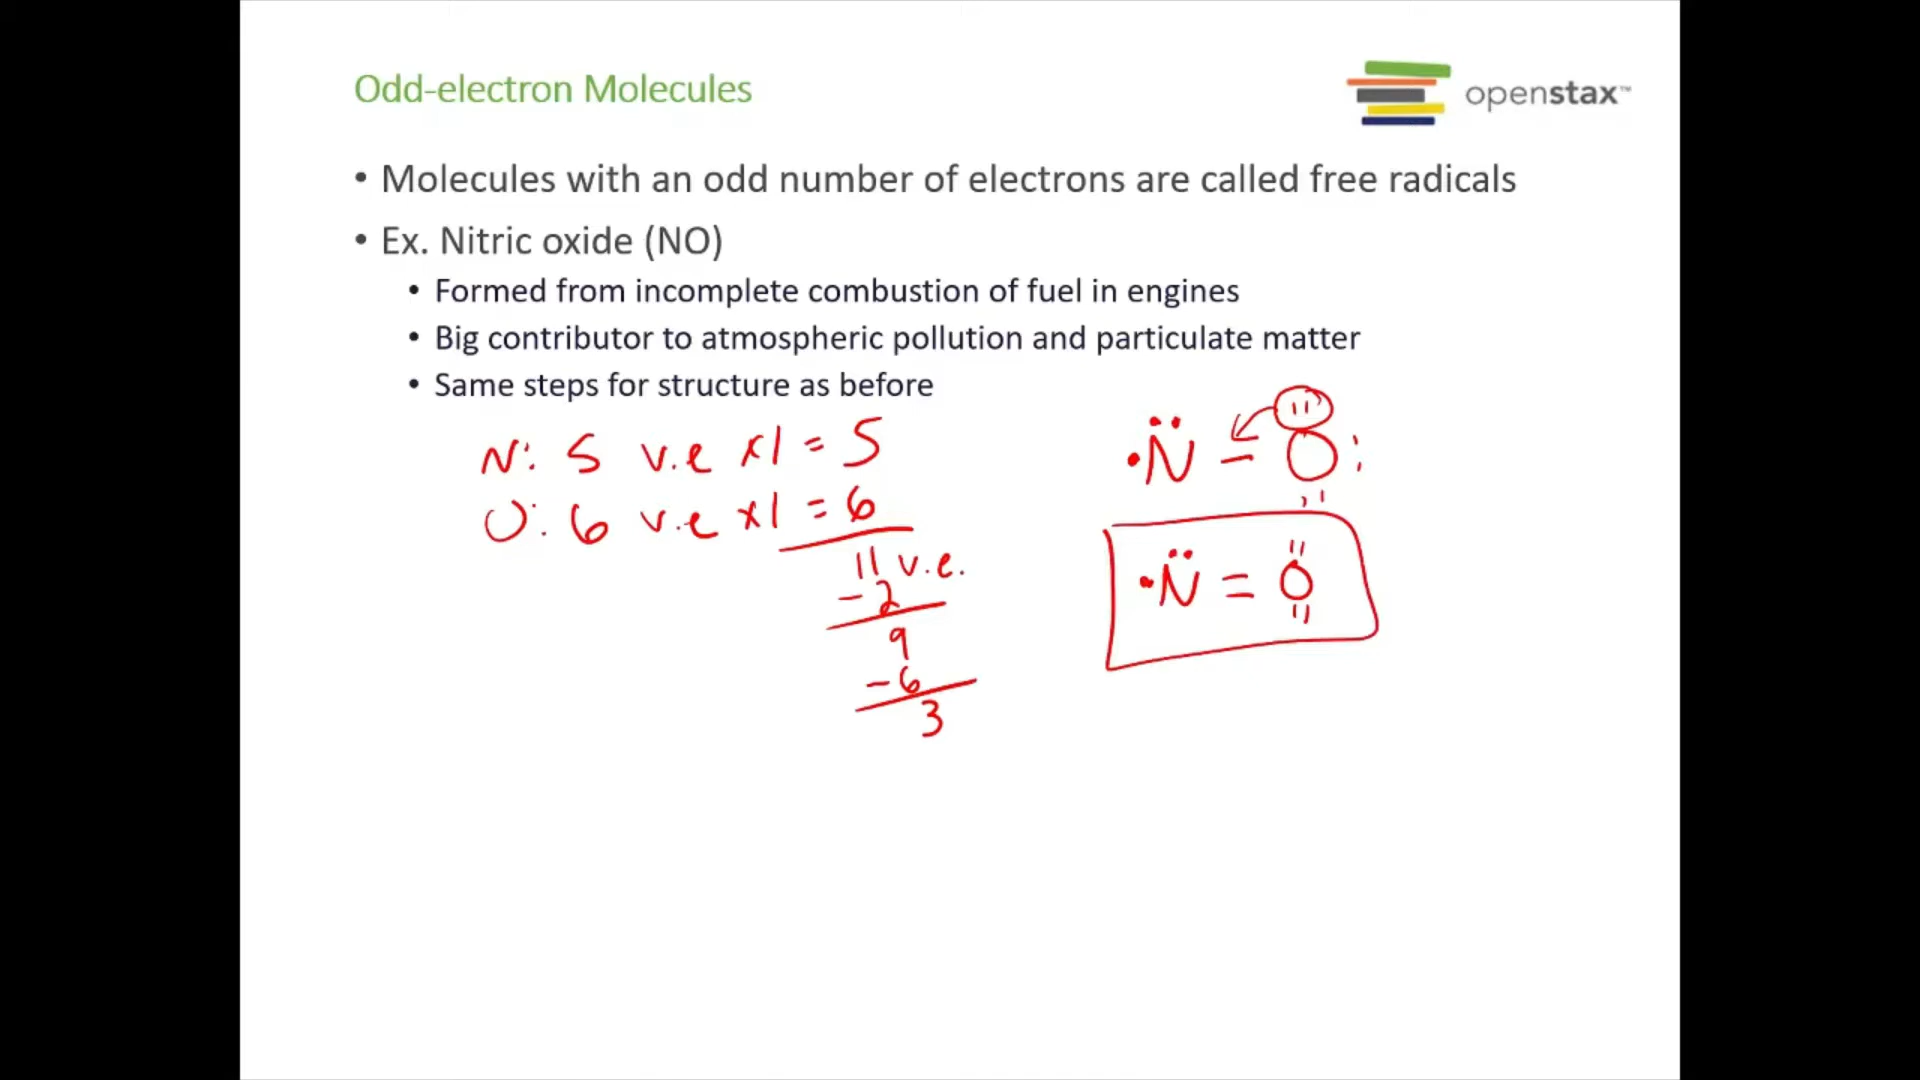 Odd-electron Molecules
openstax™
• Molecules with an odd number of electrons are called free radicals
• Ex. Nitric oxide (NO)
• Formed from incomplete combustion of fuel in engines
• Big contributor to atmospheric pollution and particulate matter
• Same steps for structure as before
N: 5 v.e x1 = 5
O: 6 v.e x1 = 6
11 v.e.
- 2
9
- 6
3
N - O
N = O